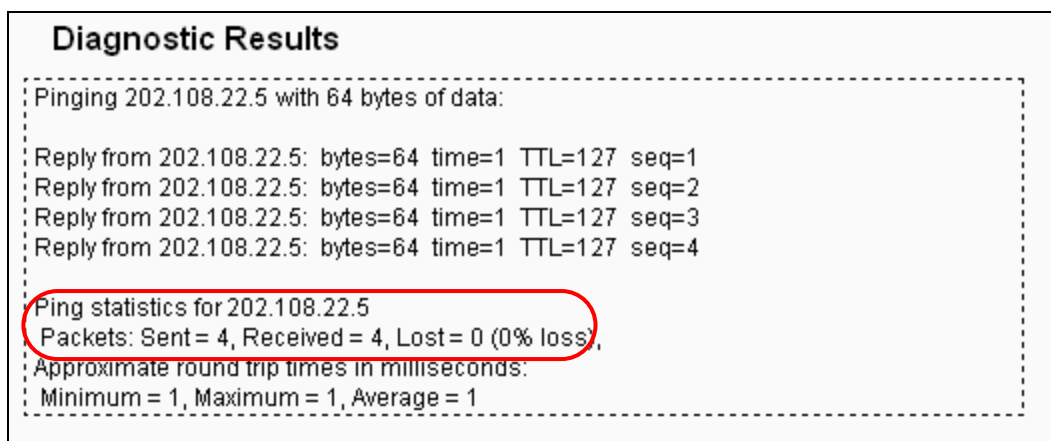 Diagnostic Results
Pinging 202.108.22.5 with 64 bytes of data:
Reply from 202.108.22.5: bytes=64 time=1 TTL=127 seq=1
Reply from 202.108.22.5: bytes=64 time=1 TTL=127 seq=2
Reply from 202.108.22.5: bytes=64 time=1 TTL=127 seq=3
Reply from 202.108.22.5: bytes=64 time=1 TTL=127 seq=4
Ping statistics for 202.108.22.5
Packets: Sent = 4, Received = 4, Lost = 0 (0% loss),
Approximate round trip times in milliseconds:
Minimum = 1, Maximum = 1, Average = 1